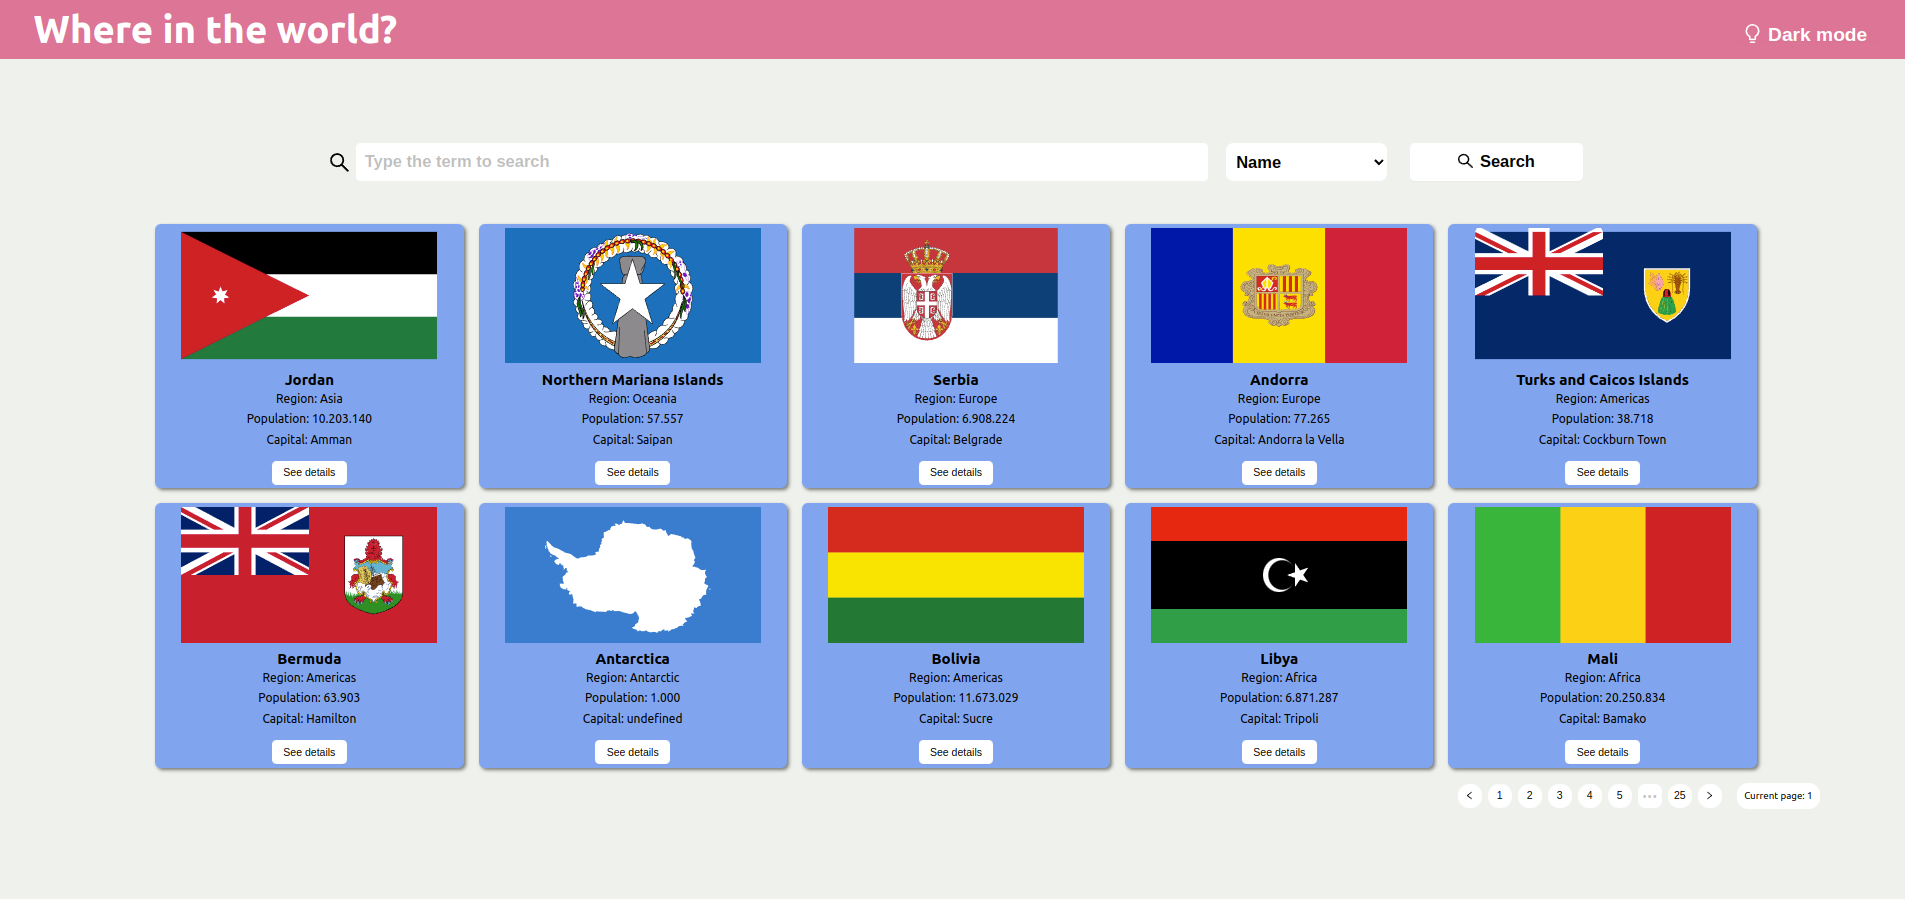 Where in the world?
Dark mode
Type the term to search
Name
Search
Jordan
Region: Asia
Population: 10.203.140
Capital: Amman
See details
Northern Mariana Islands
Region: Oceania
Population: 57.557
Capital: Saipan
See details
Serbia
Region: Europe
Population: 6.908.224
Capital: Belgrade
See details
Andorra
Region: Europe
Population: 77.265
Capital: Andorra la Vella
See details
Turks and Caicos Islands
Region: Americas
Population: 38.718
Capital: Cockburn Town
See details
Bermuda
Region: Americas
Population: 63.903
Capital: Hamilton
See details
Antarctica
Region: Antarctic
Population: 1.000
Capital: undefined
See details
Bolivia
Region: Americas
Population: 11.673.029
Capital: Sucre
See details
Libya
Region: Africa
Population: 6.871.287
Capital: Tripoli
See details
Mali
Region: Africa
Population: 20.250.834
Capital: Bamako
See details
< 1 2 3 4 5 ••• 25 > Current page: 1